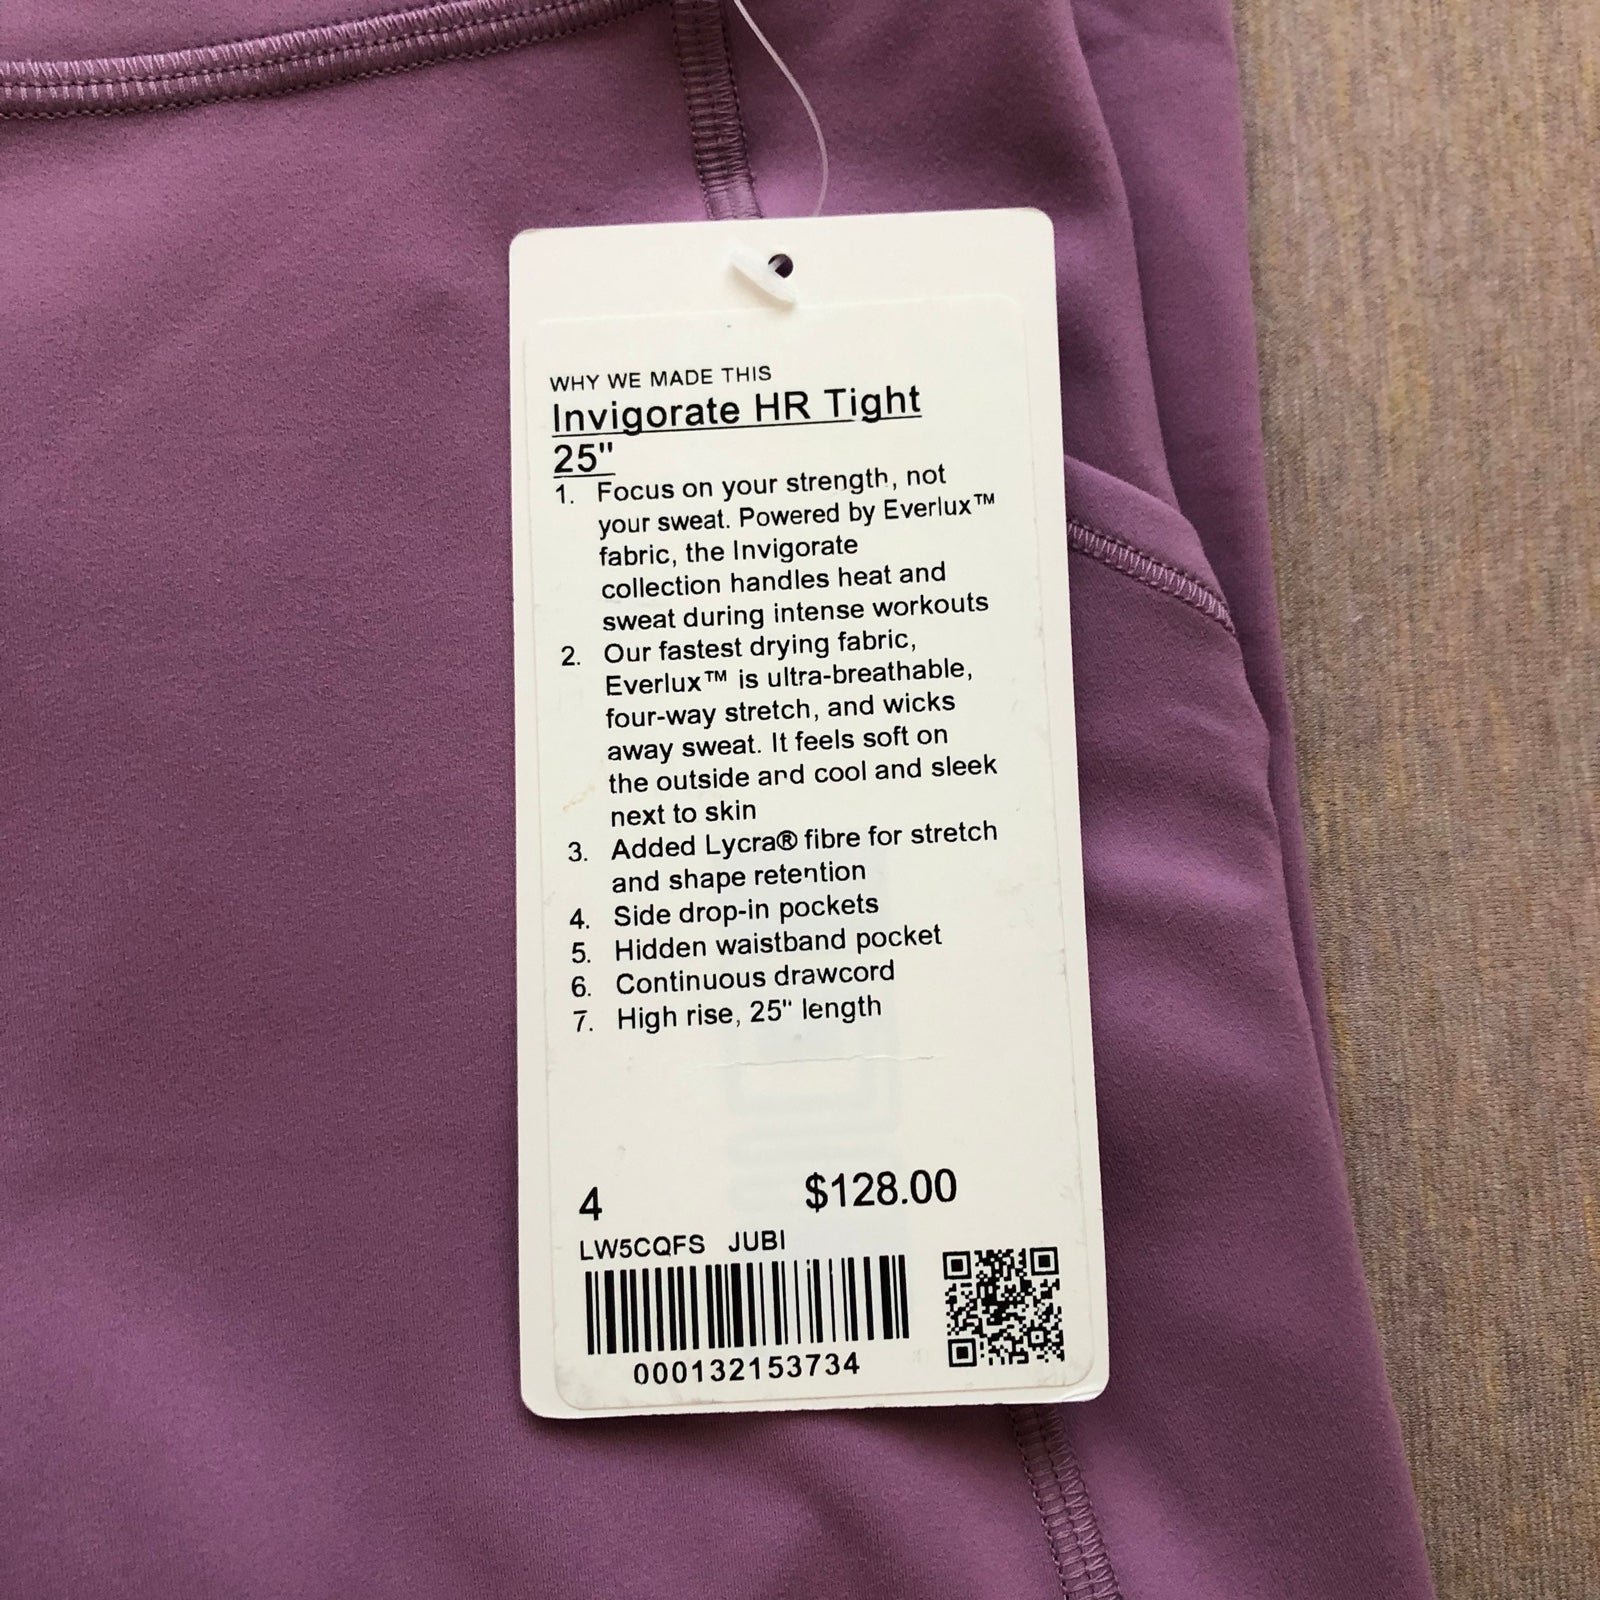 WHY WE MADE THIS
Invigorate HR Tight
25"
1. Focus on your strength, not
your sweat. Powered by Everlux™
fabric, the Invigorate
collection handles heat and
sweat during intense workouts
2. Our fastest drying fabric,
Everlux™ is ultra-breathable,
four-way stretch, and wicks
away sweat. It feels soft on
the outside and cool and sleek
next to skin
3. Added Lycra® fibre for stretch
and shape retention
4. Side drop-in pockets
5. Hidden waistband pocket
6. Continuous drawcord
7. High rise, 25" length
4 $128.00
LW5CQFS JUBI
000132153734